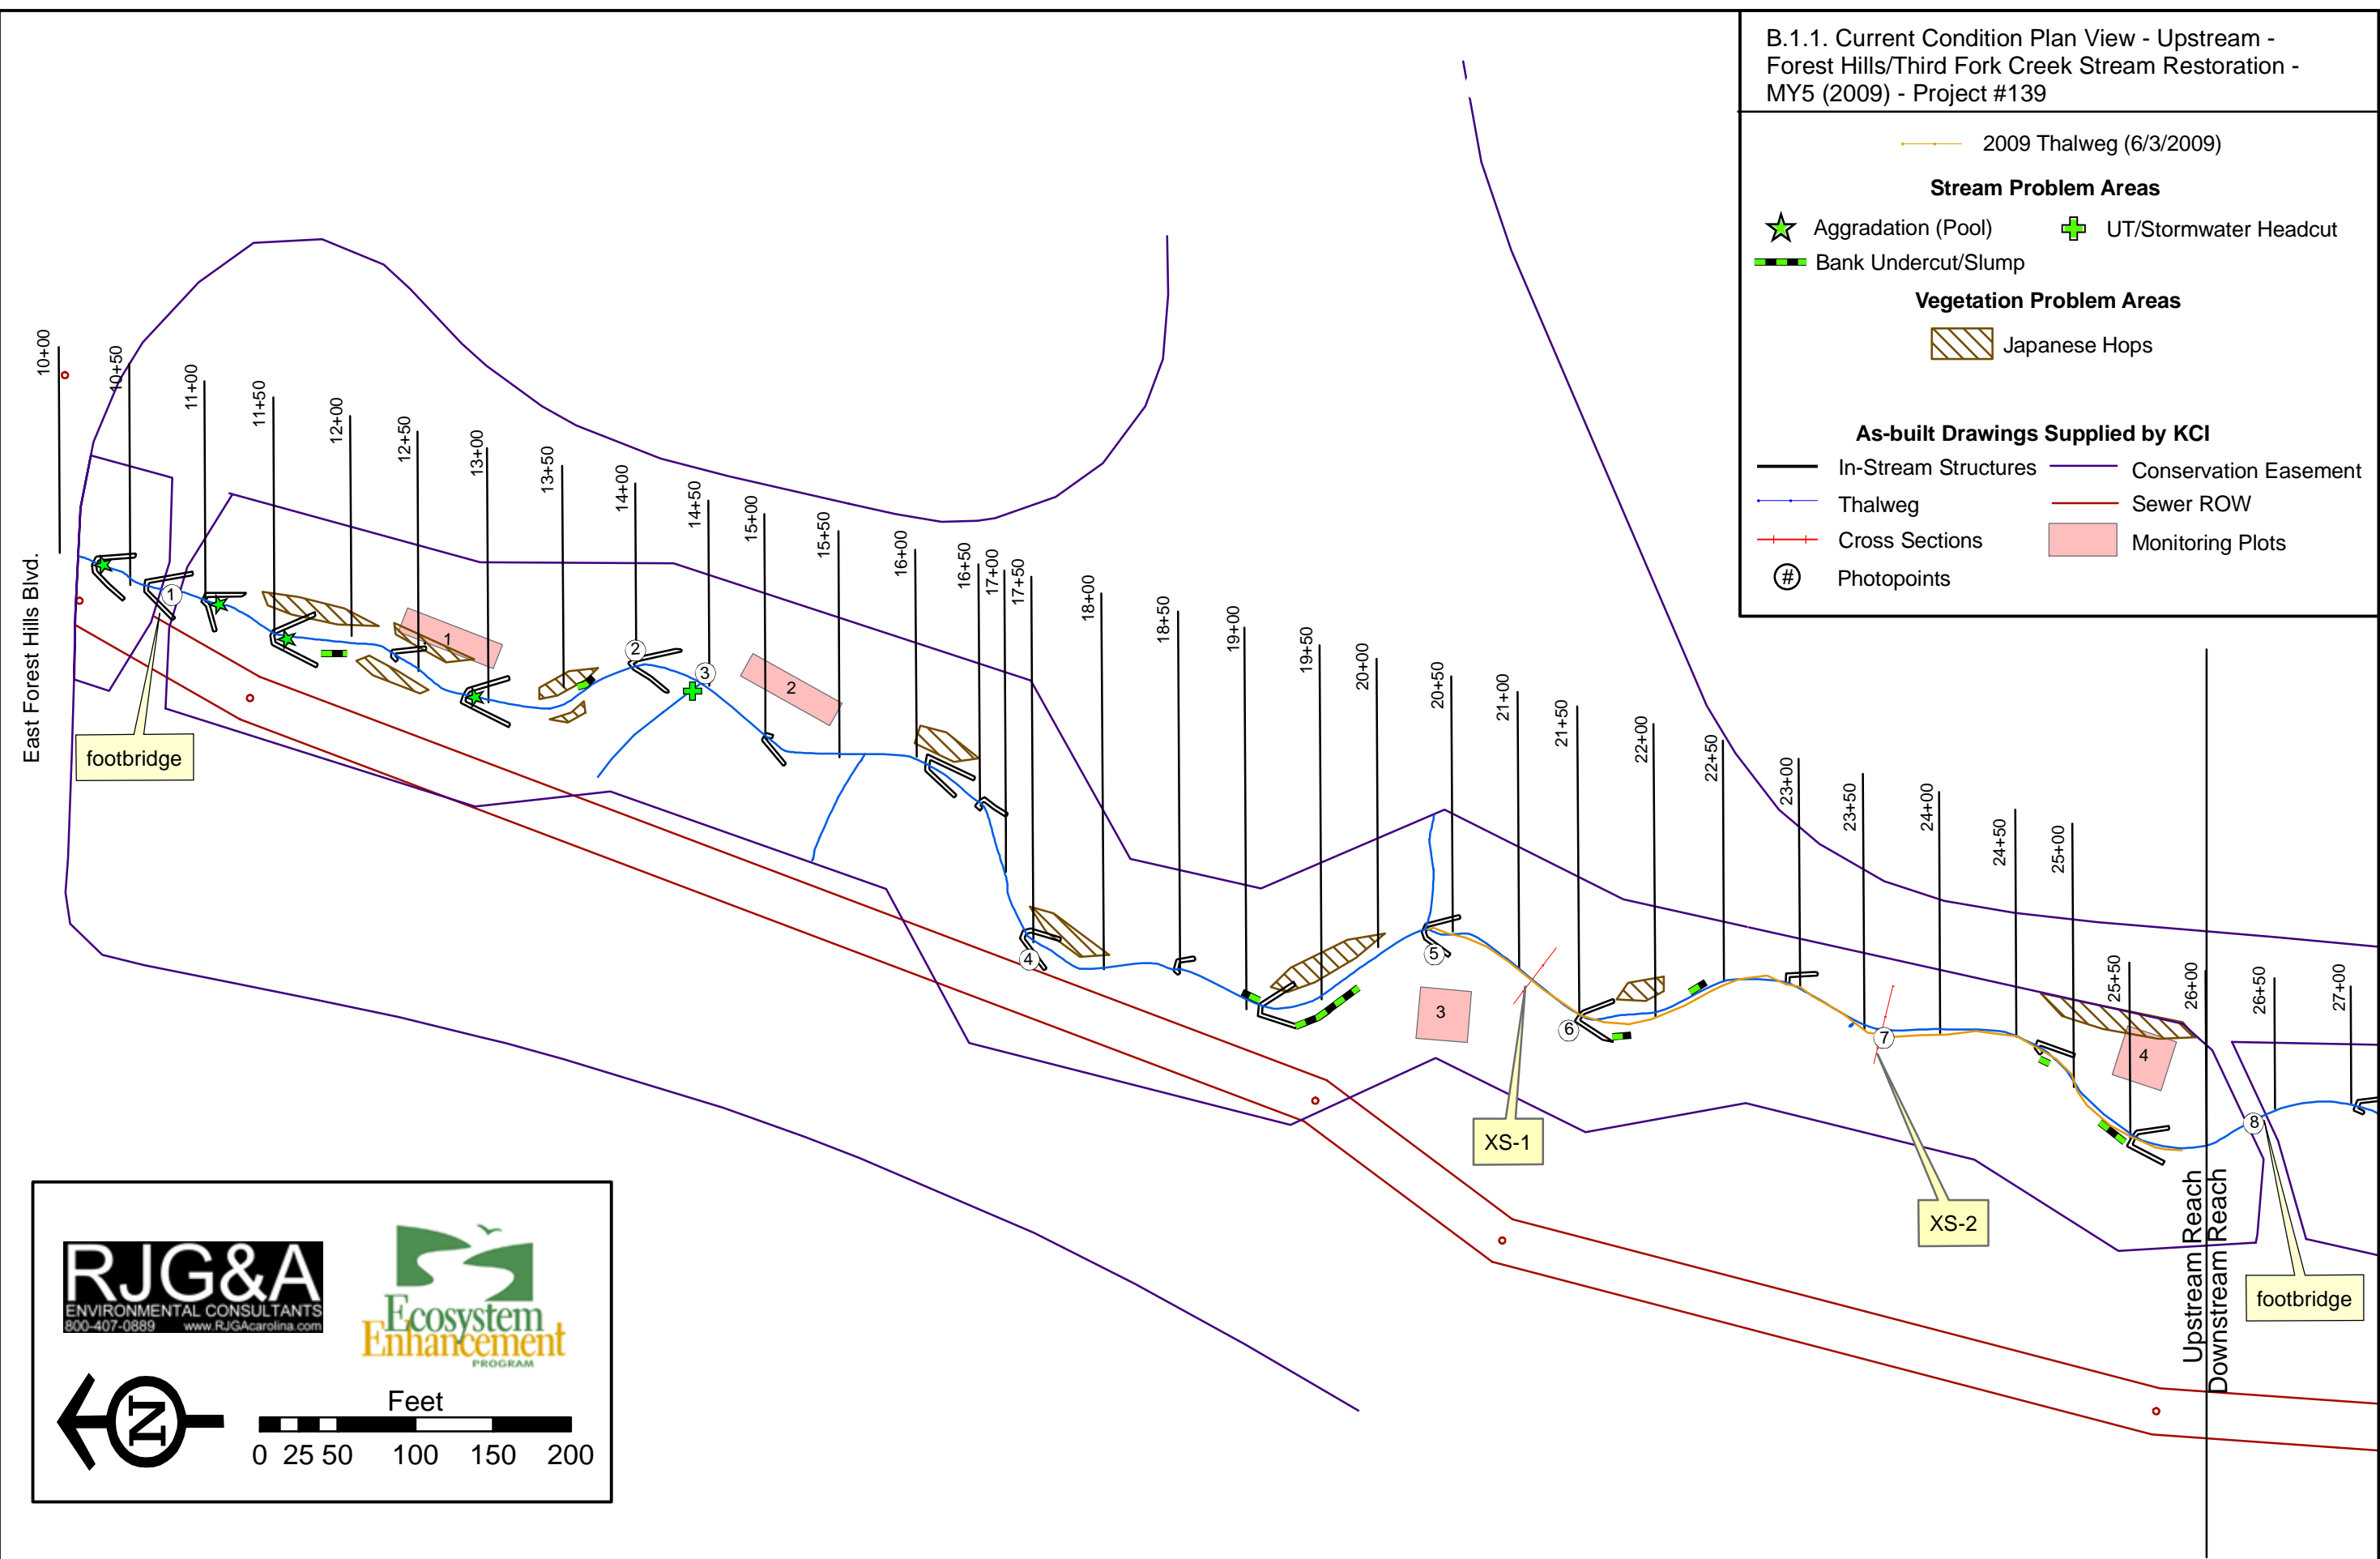 B.1.1. Current Condition Plan View - Upstream -
Forest Hills/Third Fork Creek Stream Restoration -
MY5 (2009) - Project #139
2009 Thalweg (6/3/2009)
Stream Problem Areas
Aggradation (Pool)
UT/Stormwater Headcut
Bank Undercut/Slump
Vegetation Problem Areas
Japanese Hops
As-built Drawings Supplied by KCI
In-Stream Structures
Conservation Easement
Thalweg
Sewer ROW
Cross Sections
Monitoring Plots
#
Photopoints
10+00
10+50
11+00
11+50
12+00
12+50
13+00
13+50
14+00
14+50
15+00
15+50
16+00
16+50
17+00
17+50
18+00
18+50
19+00
19+50
20+00
20+50
21+00
21+50
22+00
22+50
23+00
23+50
24+00
24+50
25+00
25+50
26+00
26+50
27+00
East Forest Hills Blvd.
1
1
2
3
2
4
5
3
6
7
4
8
footbridge
XS-1
XS-2
footbridge
Upstream Reach
Downstream Reach
RJG&A
ENVIRONMENTAL CONSULTANTS
800-407-0889 www.RJGAcarolina.com
Ecosystem
Enhancement
PROGRAM
N
Feet
0 25 50 100 150 200